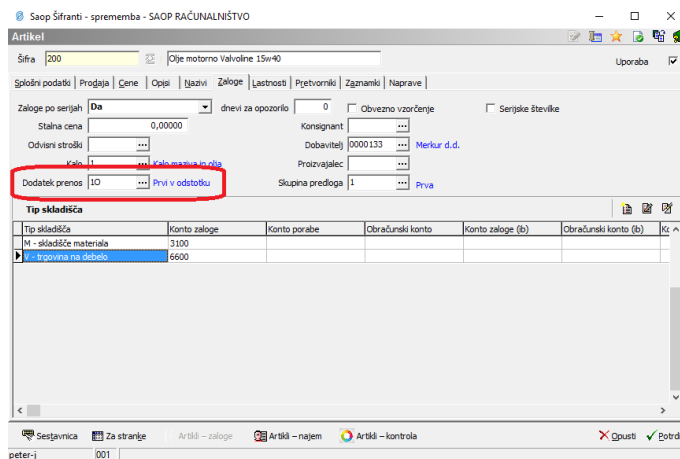 Saop Šifranti - sprememba - SAOP RAČUNALNIŠTVO
Artikel
Šifra 200 Olje motorno Valvoline 15w40 Uporaba
Splošni podatki Prodaja Cene Opisi Nazivi Zaloge Lastnosti Pretvorniki Zaznamki Naprave
Zaloge po serijah Da dnevi za opozorilo 0 Obvezno vzorčenje Serijske številke
Stalna cena 0,00000 Konsignant ...
Odvisni stroški ... Dobavitelj 0000133 ... Merkur d.d.
Kalo 1 ... Kalo maziva in olja Proizvajalec ...
Dodatek prenos 1O ... Prvi v odstotku Skupina predloga 1 ... Prva
Tip skladišča
Tip skladišča Konto zaloge Konto porabe Obračunski konto Konto zaloge (ib) Obračunski konto (ib) Kc
M - skladišče materiala 3100
V - trgovina na debelo 6600
Sestavnica Za stranke Artikli – zaloge Artikli – najem Artikli – kontrola Opusti Potrdi
peter-j 001